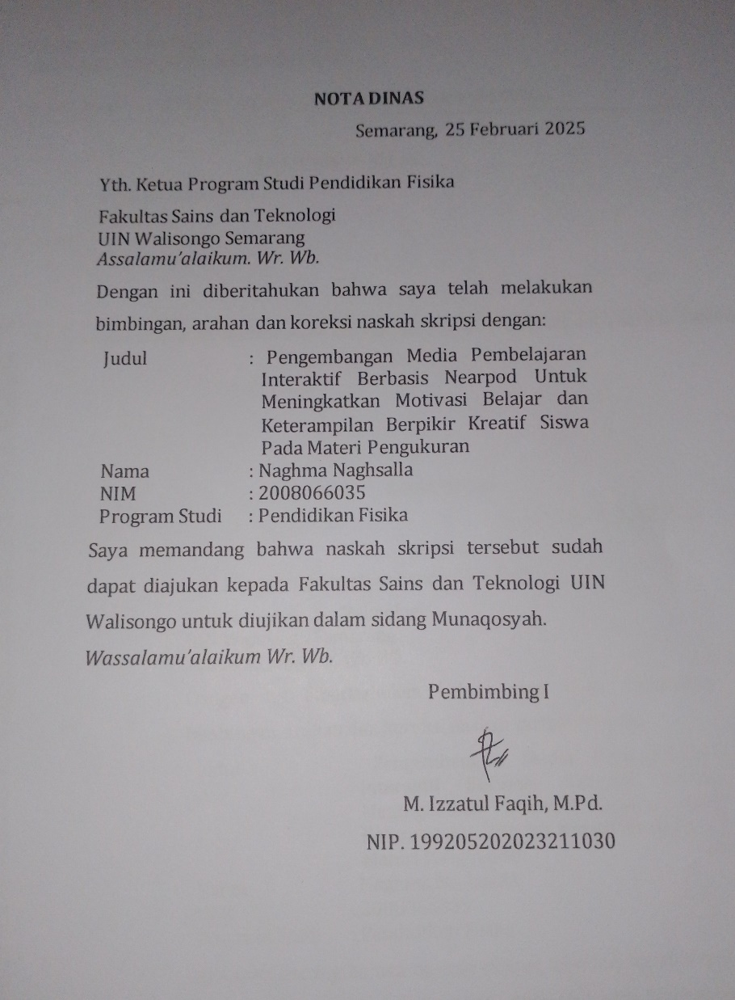 NOTA DINAS
Semarang, 25 Februari 2025
Yth. Ketua Program Studi Pendidikan Fisika
Fakultas Sains dan Teknologi
UIN Walisongo Semarang
Assalamu'alaikum. Wr. Wb.
Dengan ini diberitahukan bahwa saya telah melakukan
bimbingan, arahan dan koreksi naskah skripsi dengan:
Judul : Pengembangan Media Pembelajaran
Interaktif Berbasis Nearpod Untuk
Meningkatkan Motivasi Belajar dan
Keterampilan Berpikir Kreatif Siswa
Pada Materi Pengukuran
Nama : Naghma Naghsalla
NIM : 2008066035
Program Studi : Pendidikan Fisika
Saya memandang bahwa naskah skripsi tersebut sudah
dapat diajukan kepada Fakultas Sains dan Teknologi UIN
Walisongo untuk diujikan dalam sidang Munaqosyah.
Wassalamu'alaikum Wr. Wb.
Pembimbing I
M. Izzatul Faqih, M.Pd.
NIP. 199205202023211030